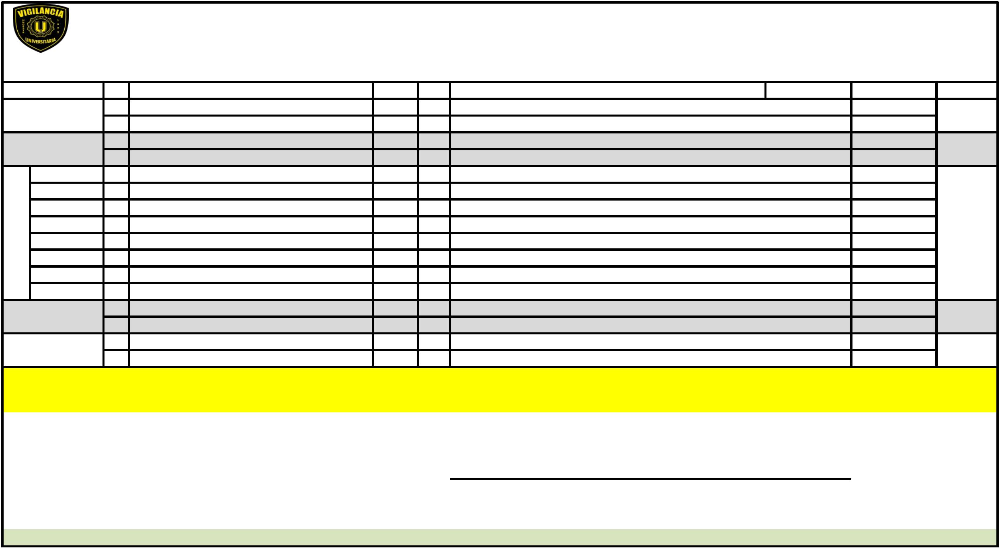 VIGILÂNCIA
UNOESTE
U
1972
UNIVERSITÁRIA